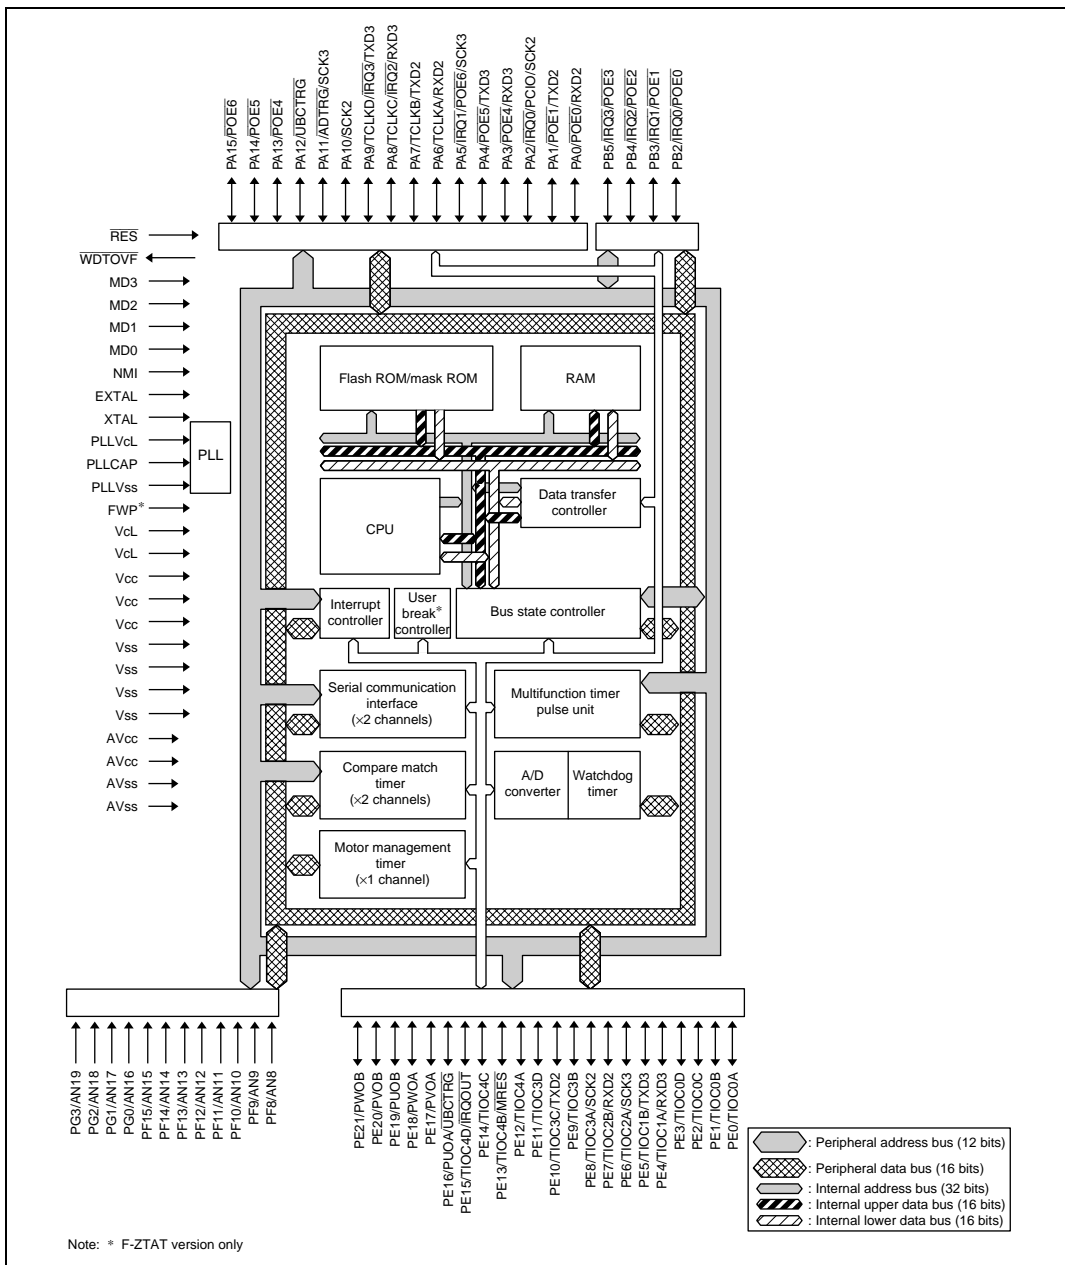 PA15/POE6
PA14/POE5
PA13/POE4
PA12/UBCTRG
PA11/ADTRG/SCK3
PA10/SCK2
PA9/TCLKD/IRQ3/TXD3
PA8/TCLKC/IRQ2/RXD3
PA7/TCLKB/TXD2
PA6/TCLKA/RXD2
PA5/IRQ1/POE6/SCK3
PA4/POE5/TXD3
PA3/POE4/RXD3
PA2/IRQ0/PCIO/SCK2
PA1/POE1/TXD2
PA0/POE0/RXD2
PB5/IRQ3/POE3
PB4/IRQ2/POE2
PB3/IRQ1/POE1
PB2/IRQ0/POE0
RES
WDTOVF
MD3
MD2
MD1
MD0
NMI
EXTAL
XTAL
PLLVcL
PLLCAP
PLLVss
FWP*
VcL
VcL
Vcc
Vcc
Vcc
Vss
Vss
Vss
Vss
AVcc
AVcc
AVss
AVss
PLL
Flash ROM/mask ROM
RAM
CPU
Data transfer
controller
Interrupt
controller
User
break*
controller
Bus state controller
Serial communication
interface
(×2 channels)
Multifunction timer
pulse unit
Compare match
timer
(×2 channels)
A/D
converter
Watchdog
timer
Motor management
timer
(×1 channel)
PG3/AN19
PG2/AN18
PG1/AN17
PG0/AN16
PF15/AN15
PF14/AN14
PF13/AN13
PF12/AN12
PF11/AN11
PF10/AN10
PF9/AN9
PF8/AN8
PE21/PWOB
PE20/PVOB
PE19/PUOB
PE18/PWOA
PE17/PVOA
PE16/PUOA/UBCTRG
PE15/TIOC4D/IRQOUT
PE14/TIOC4C
PE13/TIOC4B/MRES
PE12/TIOC4A
PE11/TIOC3D
PE10/TIOC3C/TXD2
PE9/TIOC3B
PE8/TIOC3A/SCK2
PE7/TIOC2B/RXD2
PE6/TIOC2A/SCK3
PE5/TIOC1B/TXD3
PE4/TIOC1A/RXD3
PE3/TIOC0D
PE2/TIOC0C
PE1/TIOC0B
PE0/TIOC0A
: Peripheral address bus (12 bits)
: Peripheral data bus (16 bits)
: Internal address bus (32 bits)
: Internal upper data bus (16 bits)
: Internal lower data bus (16 bits)
Note: * F-ZTAT version only